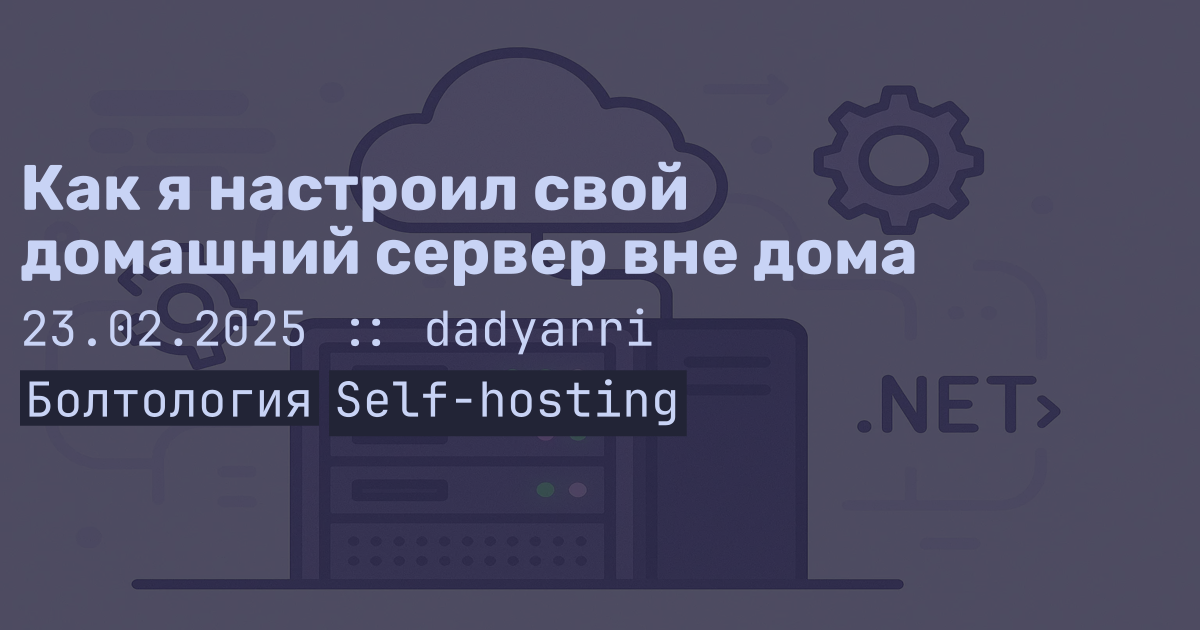 Как я настроил свой
домашний сервер вне дома
23.02.2025 :: dadyarri
Болтология Self-hosting
.NET>